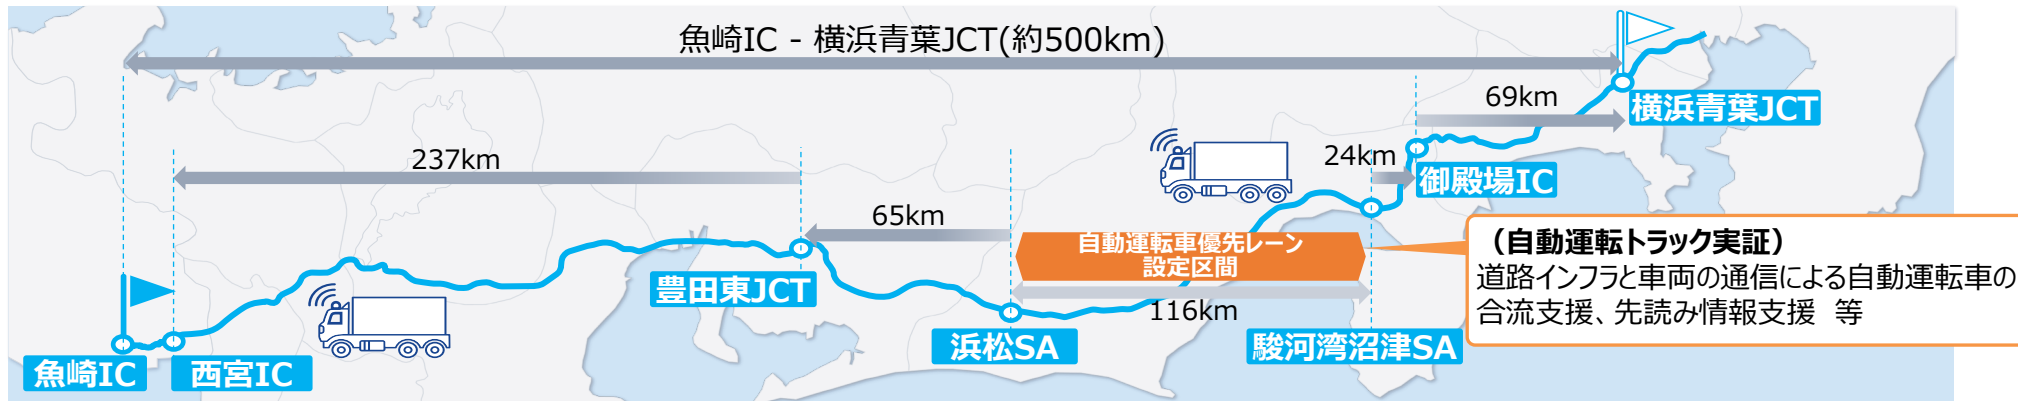 魚崎IC - 横浜青葉JCT(約500km)
69km
横浜青葉JCT
237km
24km
御殿場IC
65km
自動運転車優先レーン
設定区間
(自動運転トラック実証)
道路インフラと車両の通信による自動運転車の
合流支援、先読み情報支援 等
豊田東JCT
116km
浜松SA
駿河湾沼津SA
魚崎IC
西宮IC